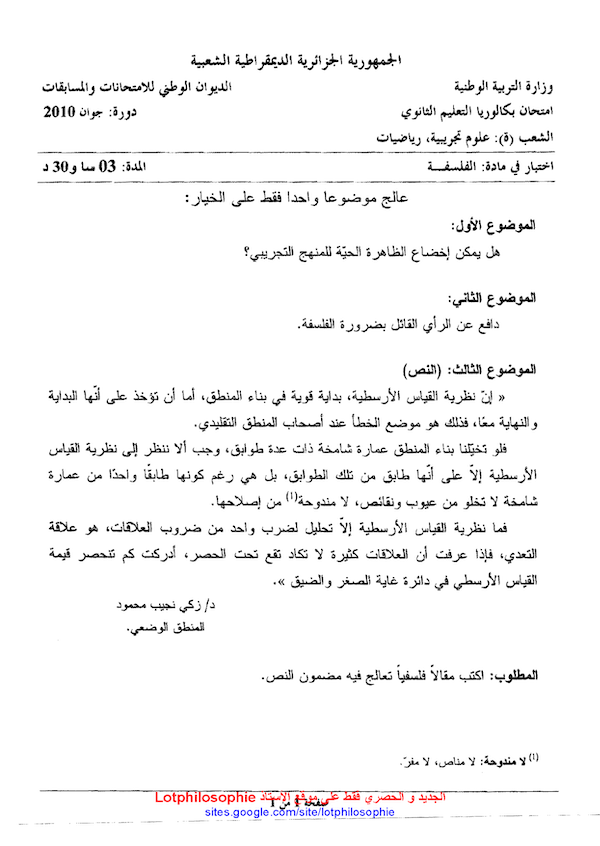 الجمهورية الجزائرية الديمقراطية الشعبية
وزارة التربية الوطنية الديوان الوطني للامتحانات والمسابقات
امتحان بكالوريا التعليم الثانوي دورة: جوان 2010
الشعب (ة): علوم تجريبية، رياضيات
اختبار في مادة: الفلسفـــة المدة: 03 سا و30 د
عالج موضوعا واحدا فقط على الخيار:
الموضوع الأول:
هل يمكن إخضاع الظاهرة الحيّة للمنهج التجريبي؟
الموضوع الثاني:
دافع عن الرأي القائل بضرورة الفلسفة.
الموضوع الثالث: (النص)
« إنّ نظرية القياس الأرسطية، بداية قوية في بناء المنطق، أما أن تؤخذ على أنّها البداية
والنهاية معًا، فذلك هو موضع الخطأ عند أصحاب المنطق التقليدي.
فلو تخيّلنا بناء المنطق عمارة شامخة ذات عدة طوابق، وجب ألا ننظر إلى نظرية القياس
الأرسطية إلاّ على أنّها طابق من تلك الطوابق، بل هي رغم كونها طابقًا واحدًا من عمارة
شامخة لا تخلو من عيوب ونقائص، لا مندوحة(1) من إصلاحها.
فما نظرية القياس الأرسطية إلاّ تحليل لضرب واحد من ضروب العلاقات، هو علاقة
التعدي، فإذا عرفت أن العلاقات كثيرة لا تكاد تقع تحت الحصر، أدركت كم تنحصر قيمة
القياس الأرسطي في دائرة غاية الصغر والضيق ».
د/ زكي نجيب محمود
المنطق الوضعي.
المطلوب: اكتب مقالاً فلسفياً تعالج فيه مضمون النص.
(1) لا مندوحة: لا مناص، لا مفرّ.
صفحة 1 من 1
الجديد و الحصري فقط على موقع الاستاذ Lotphilosophie
sites.google.com/site/lotphilosophie